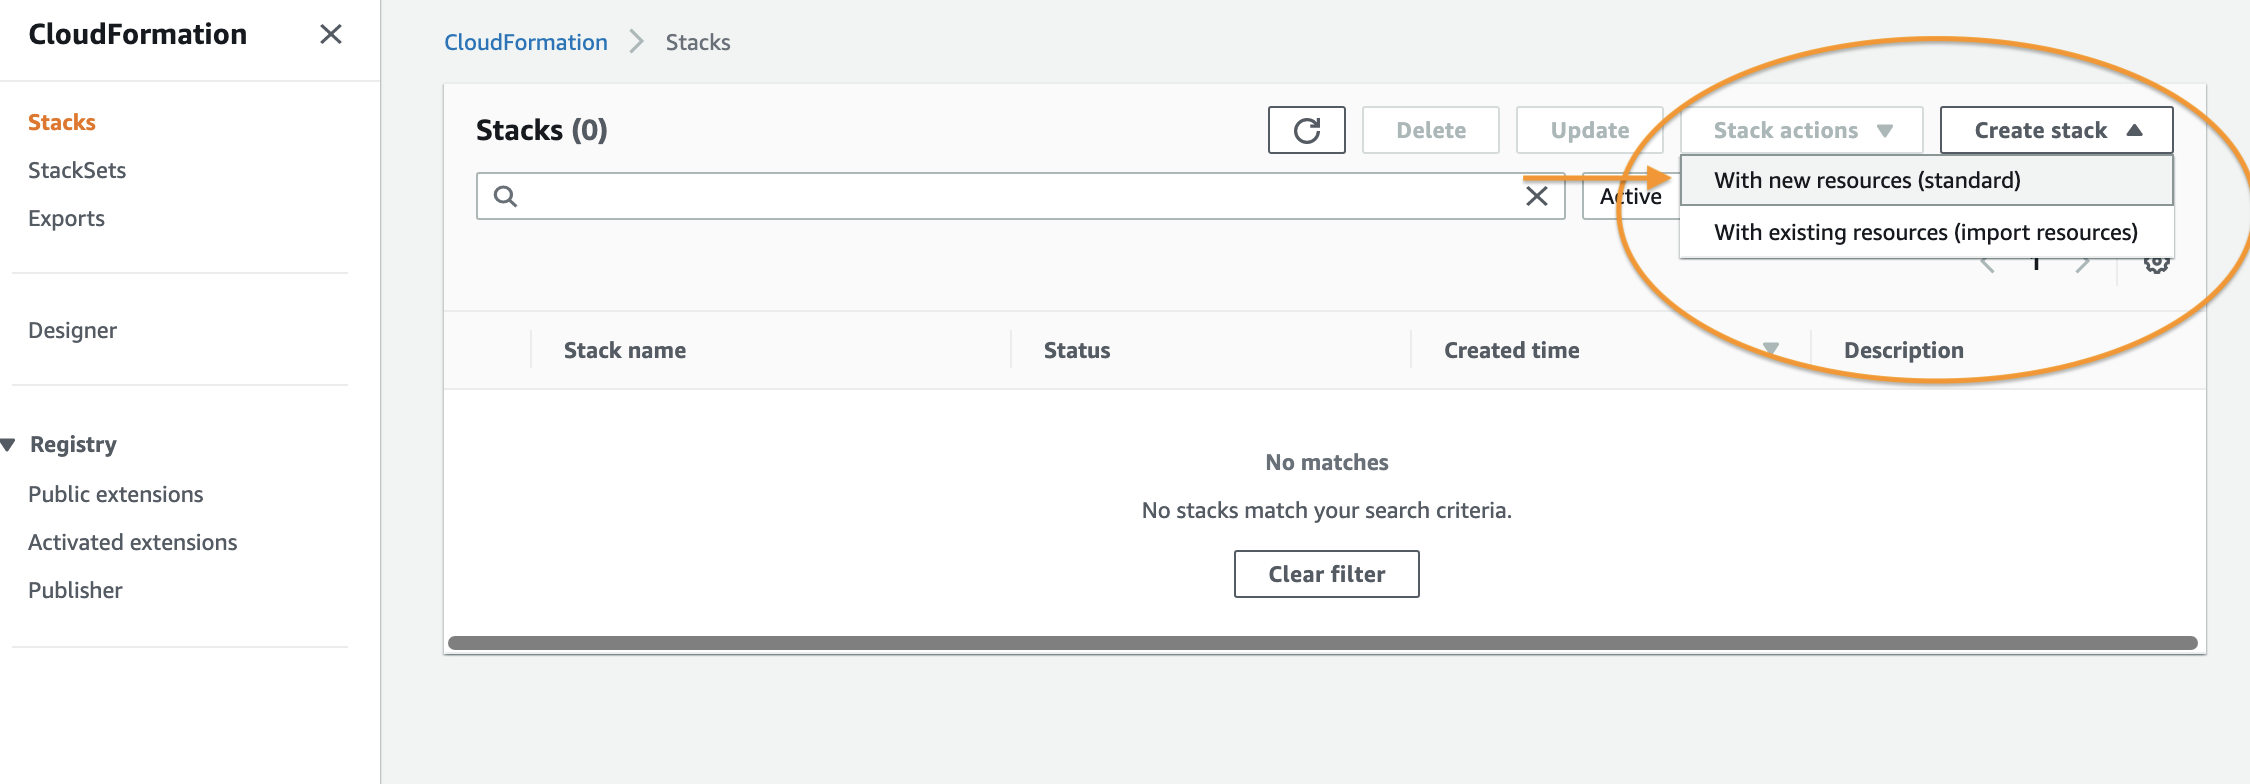 CloudFormation
Stacks
StackSets
Exports
Designer
Registry
Public extensions
Activated extensions
Publisher
CloudFormation Stacks
Stacks (0)
Delete Update Stack actions Create stack
Active
With new resources (standard)
With existing resources (import resources)
1
Stack name Status Created time Description
No matches
No stacks match your search criteria.
Clear filter